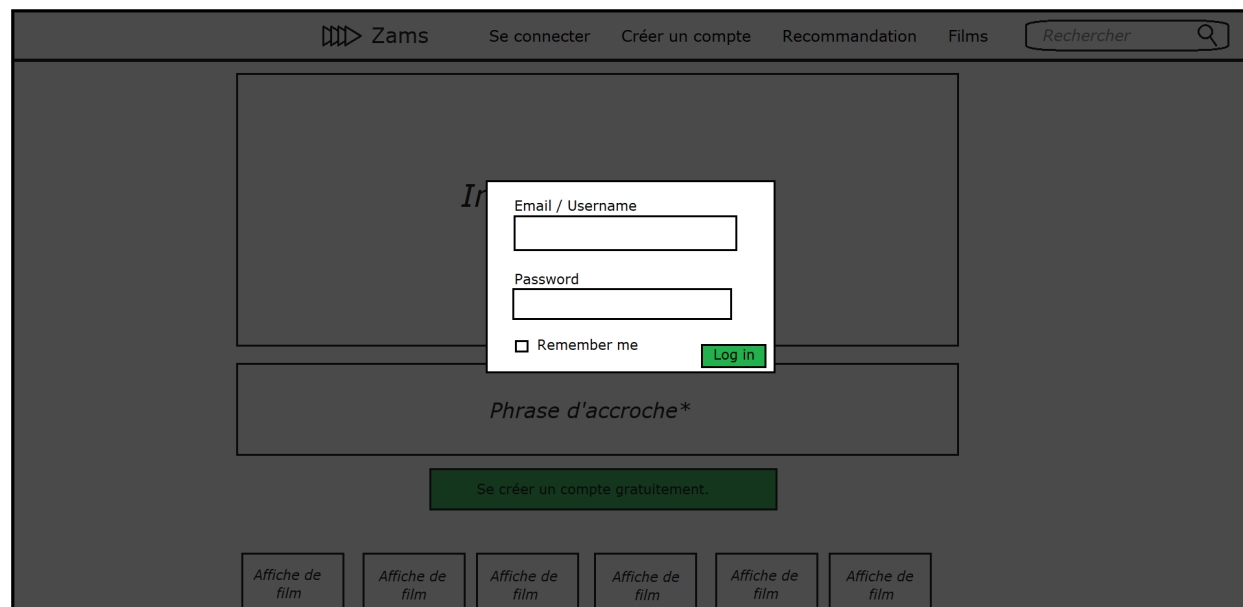 Zams Se connecter Créer un compte Recommandation Films Rechercher
Email / Username
Password
Remember me
Log in
Phrase d'accroche*
Se créer un compte gratuitement.
Affiche de film
Affiche de film
Affiche de film
Affiche de film
Affiche de film
Affiche de film